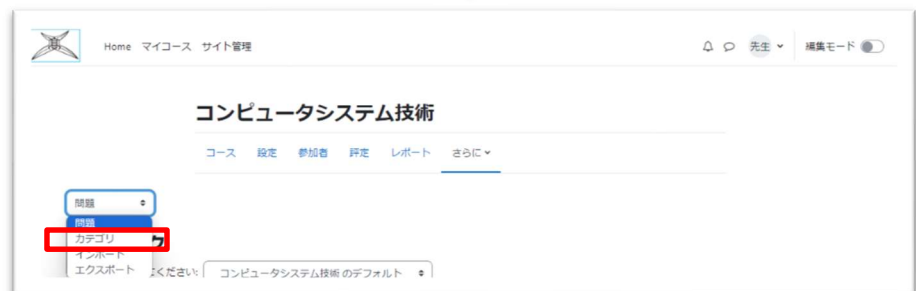 Home マイコース サイト管理
先生
編集モード
コンピュータシステム技術
コース 設定 参加者 評定 レポート さらに
問題
問題
カテゴリ
インポート
エクスポート
ください:
コンピュータシステム技術 のデフォルト